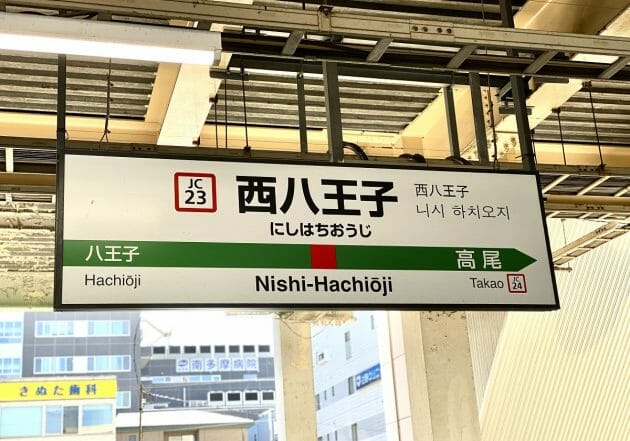 JC
23
西八王子
にしはちおうじ
西八王子
니시 하치오지
八王子
高尾
Hachiōji
Nishi-Hachiōji
Takao
JC
24
南多摩病院
きぬた歯科